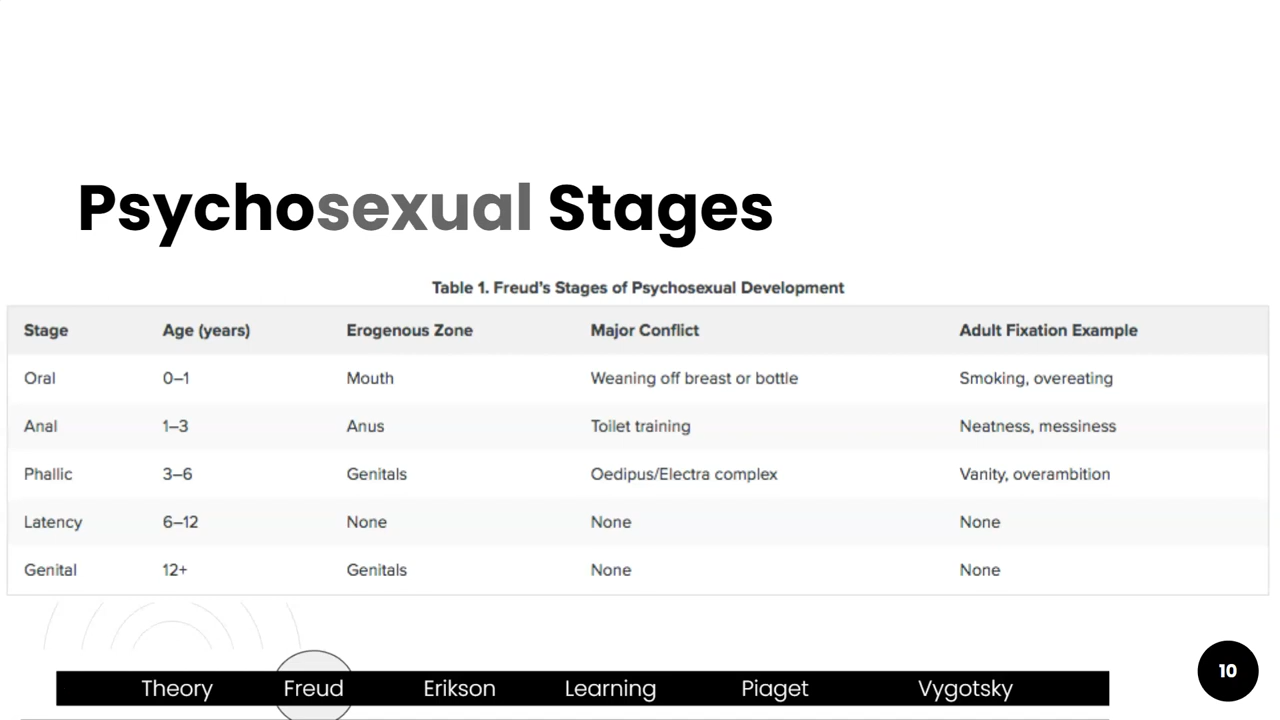 Psychosexual Stages
Table 1. Freud's Stages of Psychosexual Development
Stage Age (years) Erogenous Zone Major Conflict Adult Fixation Example
Oral 0–1 Mouth Weaning off breast or bottle Smoking, overeating
Anal 1–3 Anus Toilet training Neatness, messiness
Phallic 3–6 Genitals Oedipus/Electra complex Vanity, overambition
Latency 6–12 None None None
Genital 12+ Genitals None None
Theory Freud Erikson Learning Piaget Vygotsky
10